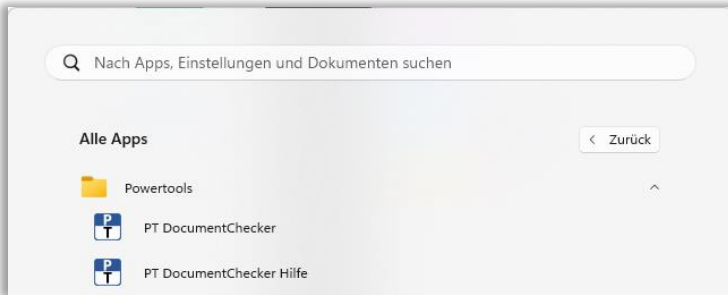 Nach Apps, Einstellungen und Dokumenten suchen
Alle Apps
Zurück
Powertools
P
T
PT DocumentChecker
P
T
PT DocumentChecker Hilfe